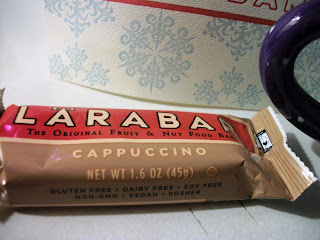 LÄRABAR
THE ORIGINAL FRUIT & NUT FOOD BAR
CAPPUCCINO
NET WT 1.6 OZ (45g)
GLUTEN FREE • DAIRY FREE • SOY FREE
NON-GMO • VEGAN • KOSHER